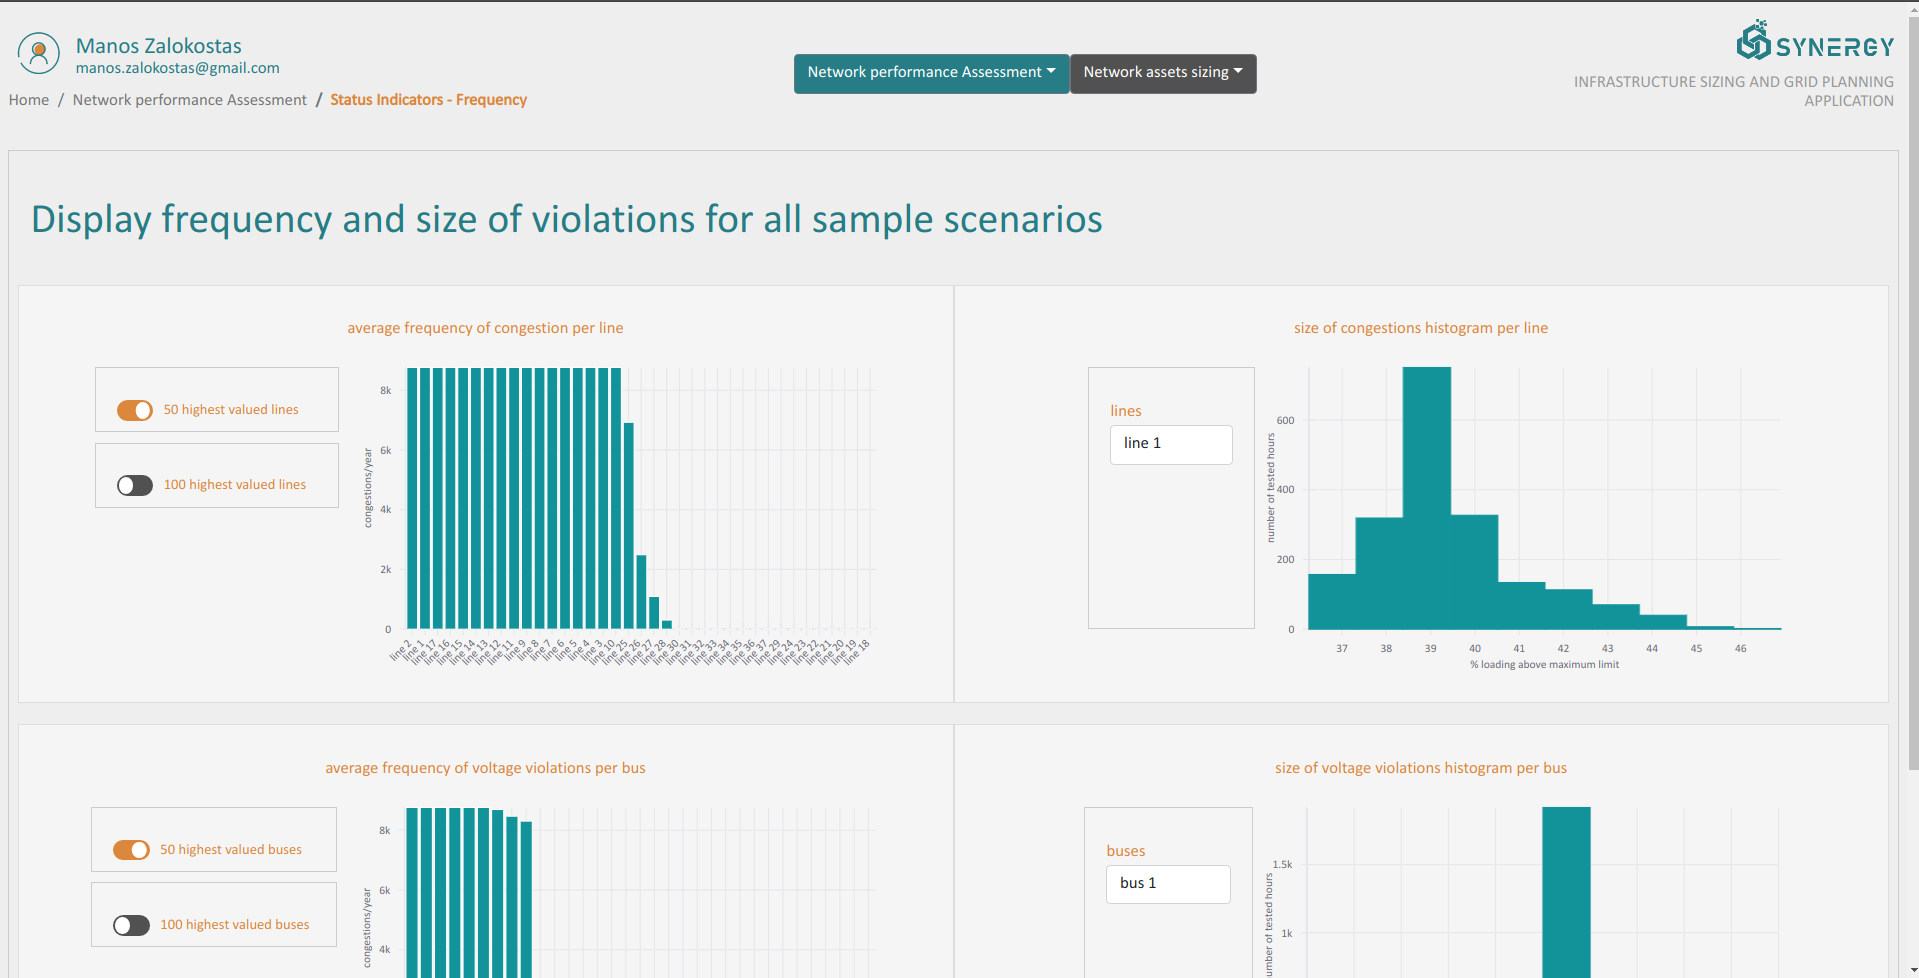 Manos Zalokostas
manos.zalokostas@gmail.com
Home / Network performance Assessment / Status Indicators - Frequency
Network performance Assessment
Network assets sizing
SYNERGY
INFRASTRUCTURE SIZING AND GRID PLANNING
APPLICATION
Display frequency and size of violations for all sample scenarios
average frequency of congestion per line
50 highest valued lines
100 highest valued lines
congestions/year
8k
6k
4k
2k
0
line 2
line 1
line 17
line 16
line 15
line 14
line 13
line 12
line 11
line 9
line 8
line 7
line 6
line 5
line 4
line 3
line 10
line 25
line 26
line 27
line 28
line 30
line 31
line 32
line 33
line 34
line 35
line 36
line 37
line 29
line 24
line 23
line 22
line 21
line 20
line 19
line 18
size of congestions histogram per line
lines
line 1
number of tested hours
600
400
200
0
37 38 39 40 41 42 43 44 45 46
% loading above maximum limit
average frequency of voltage violations per bus
50 highest valued buses
100 highest valued buses
congestions/year
8k
6k
4k
size of voltage violations histogram per bus
buses
bus 1
of tested hours
1.5k
1k